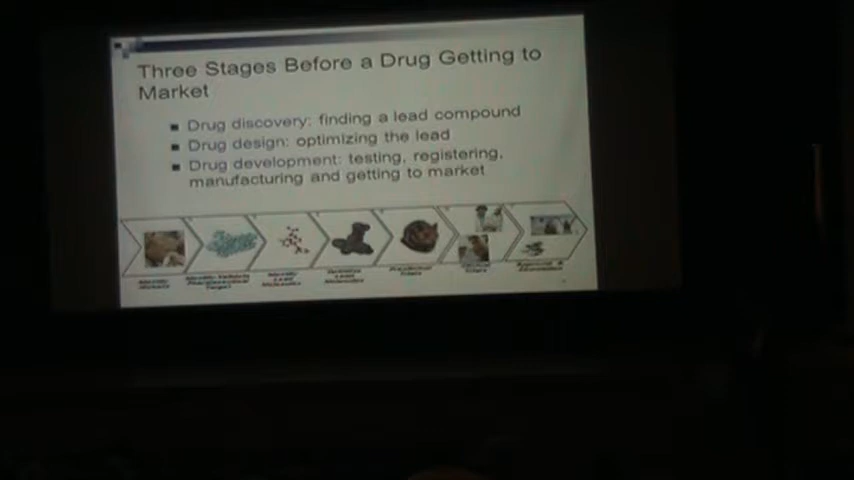 Three Stages Before a Drug Getting to
Market
Drug discovery: finding a lead compound
Drug design: optimizing the lead
Drug development: testing, registering,
manufacturing and getting to market